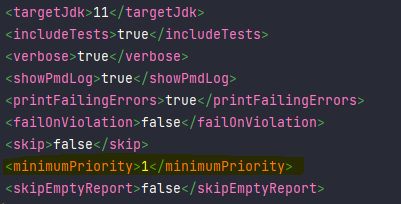 <targetJdk>11</targetJdk>
<includeTests>true</includeTests>
<verbose>true</verbose>
<showPmdLog>true</showPmdLog>
<printFailingErrors>true</printFailingErrors>
<failOnViolation>false</failOnViolation>
<skip>false</skip>
<minimumPriority>1</minimumPriority>
<skipEmptyReport>false</skipEmptyReport>